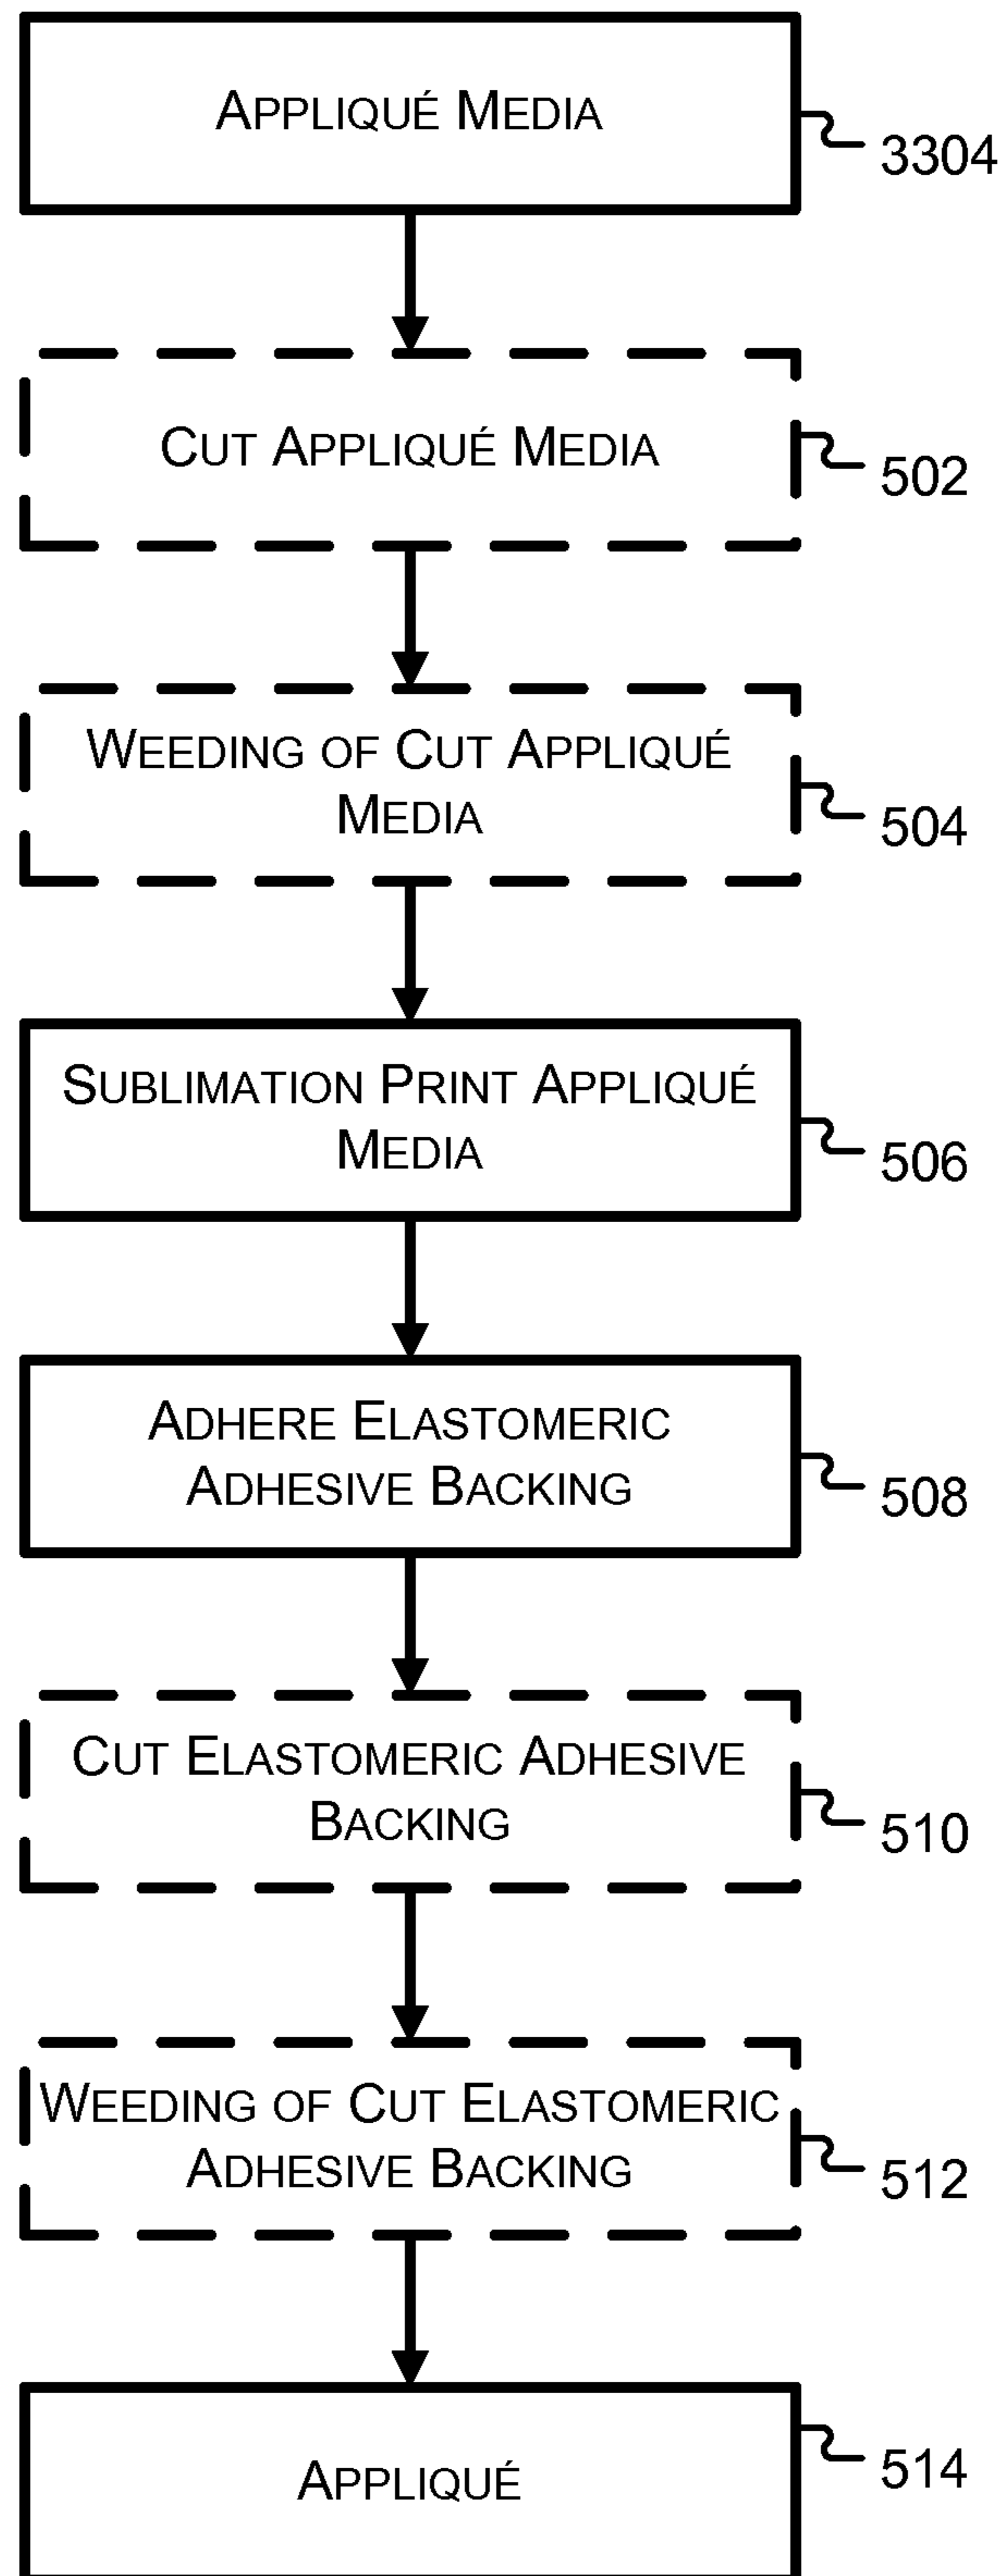 APPLIQUÉ MEDIA
3304
CUT APPLIQUÉ MEDIA
502
WEEDING OF CUT APPLIQUÉ
MEDIA
504
SUBLIMATION PRINT APPLIQUÉ
MEDIA
506
ADHERE ELASTOMERIC
ADHESIVE BACKING
508
CUT ELASTOMERIC ADHESIVE
BACKING
510
WEEDING OF CUT ELASTOMERIC
ADHESIVE BACKING
512
APPLIQUÉ
514